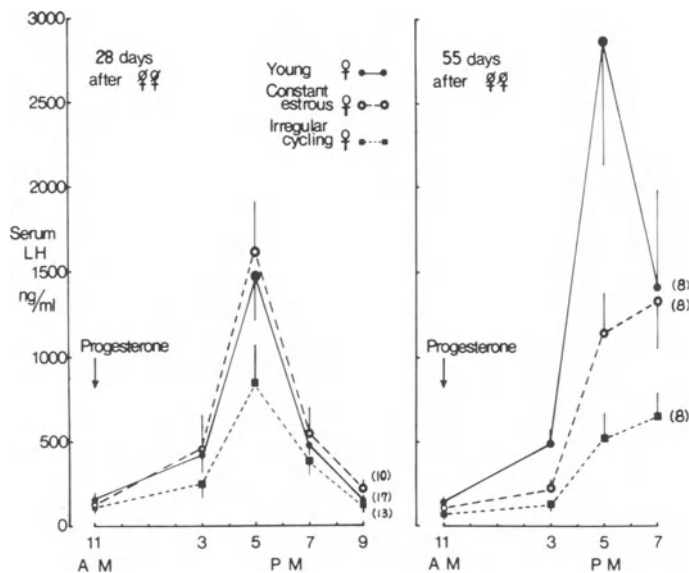 3000
2500
2000
Serum
LH
1500
ng/ml
1000
500
0
28 days
after ♀♀
Young ♀
Constant
estrous ♀
Irregular
cycling ♀
Progesterone
(10)
(17)
(13)
11 3 5 7 9
A M P M
55 days
after ♀♀
Progesterone
(8)
(8)
(8)
11 3 5 7
A M P M